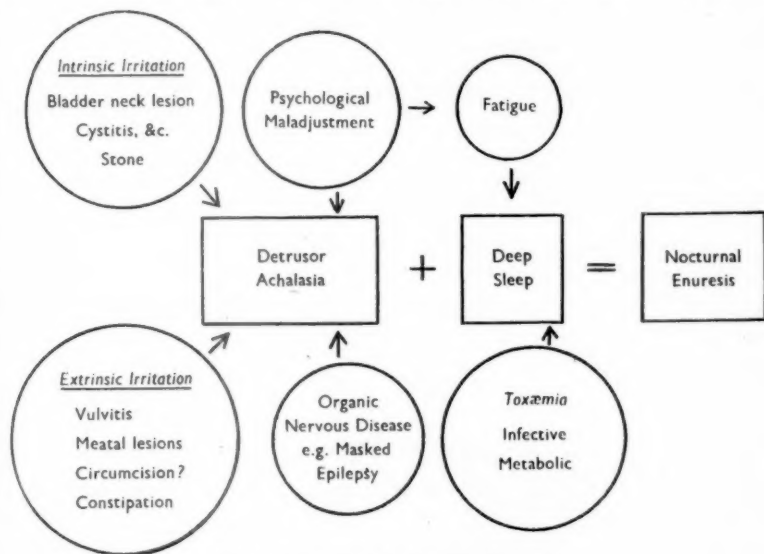 Intrinsic Irritation
Bladder neck lesion
Cystitis, &c.
Stone
Psychological
Maladjustment
Fatigue
Detrusor
Achalasia
+
Deep
Sleep
=
Nocturnal
Enuresis
Extrinsic Irritation
Vulvitis
Meatal lesions
Circumcision?
Constipation
Organic
Nervous Disease
e.g. Masked
Epilepsy
Toxæmia
Infective
Metabolic